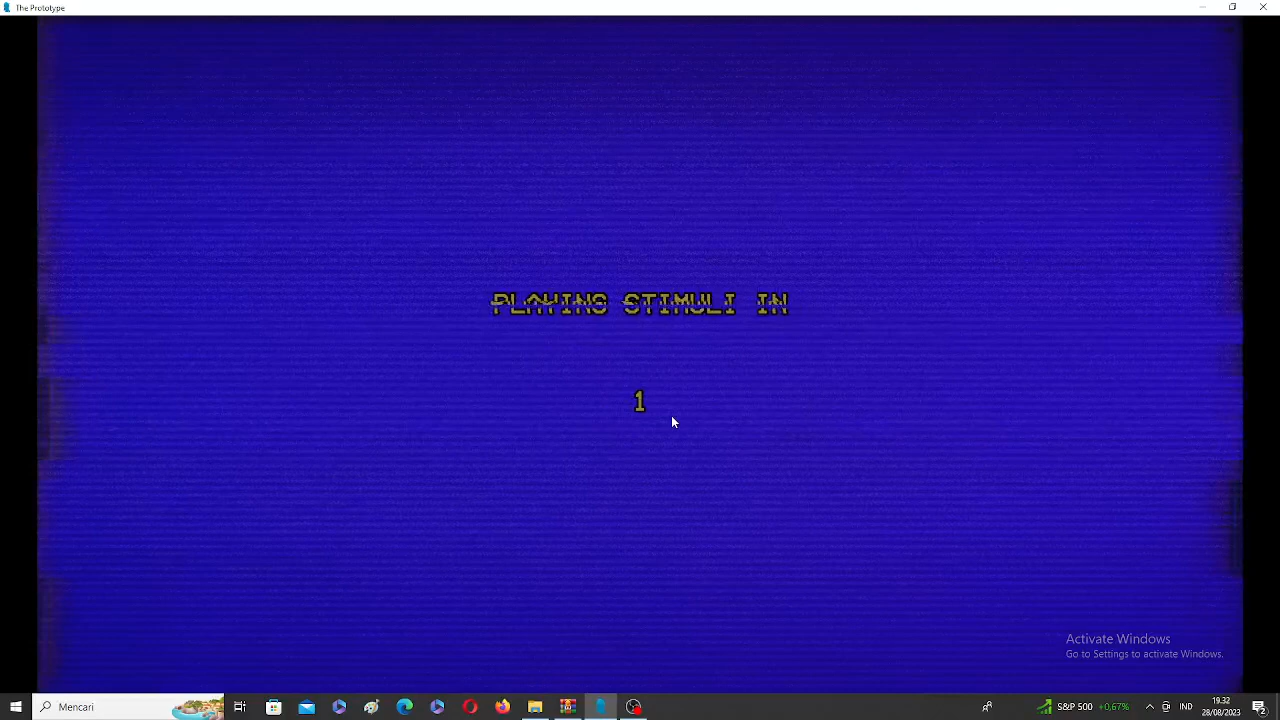 The Prototype
PLAYING STIMULI IN
1
Activate Windows
Go to Settings to activate Windows.
Mencari
S&P 500 +0,67%
IND
19.32
28/08/2023
2